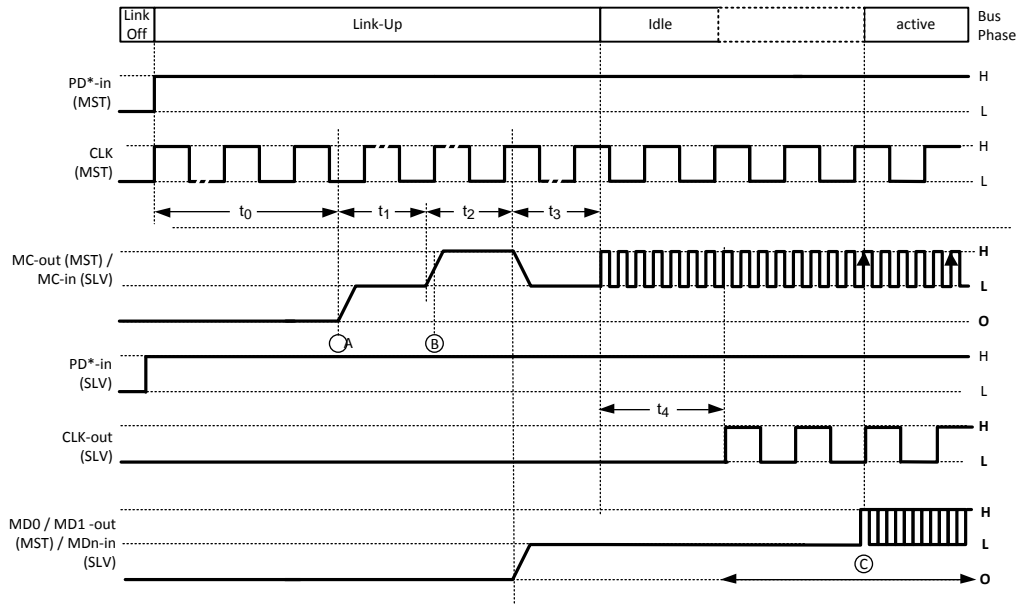 Link
Off
Link-Up
Idle
active
Bus
Phase
PD*-in
(MST)
H
L
CLK
(MST)
H
L
t0
t1
t2
t3
MC-out (MST) /
MC-in (SLV)
H
L
O
A
B
PD*-in
(SLV)
H
L
t4
CLK-out
(SLV)
H
L
MD0 / MD1 -out
(MST) / MDn-in
(SLV)
H
L
C
O